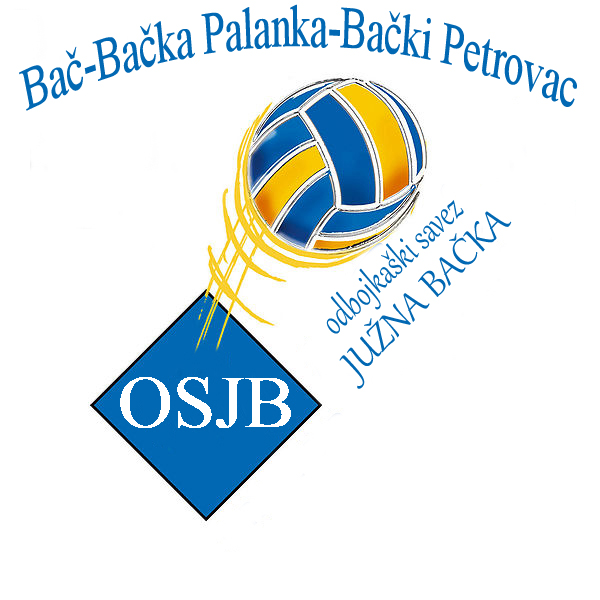 Bač-Bačka Palanka-Bački Petrovac
odbojkaški savez
JUŽNA BAČKA
OSJB